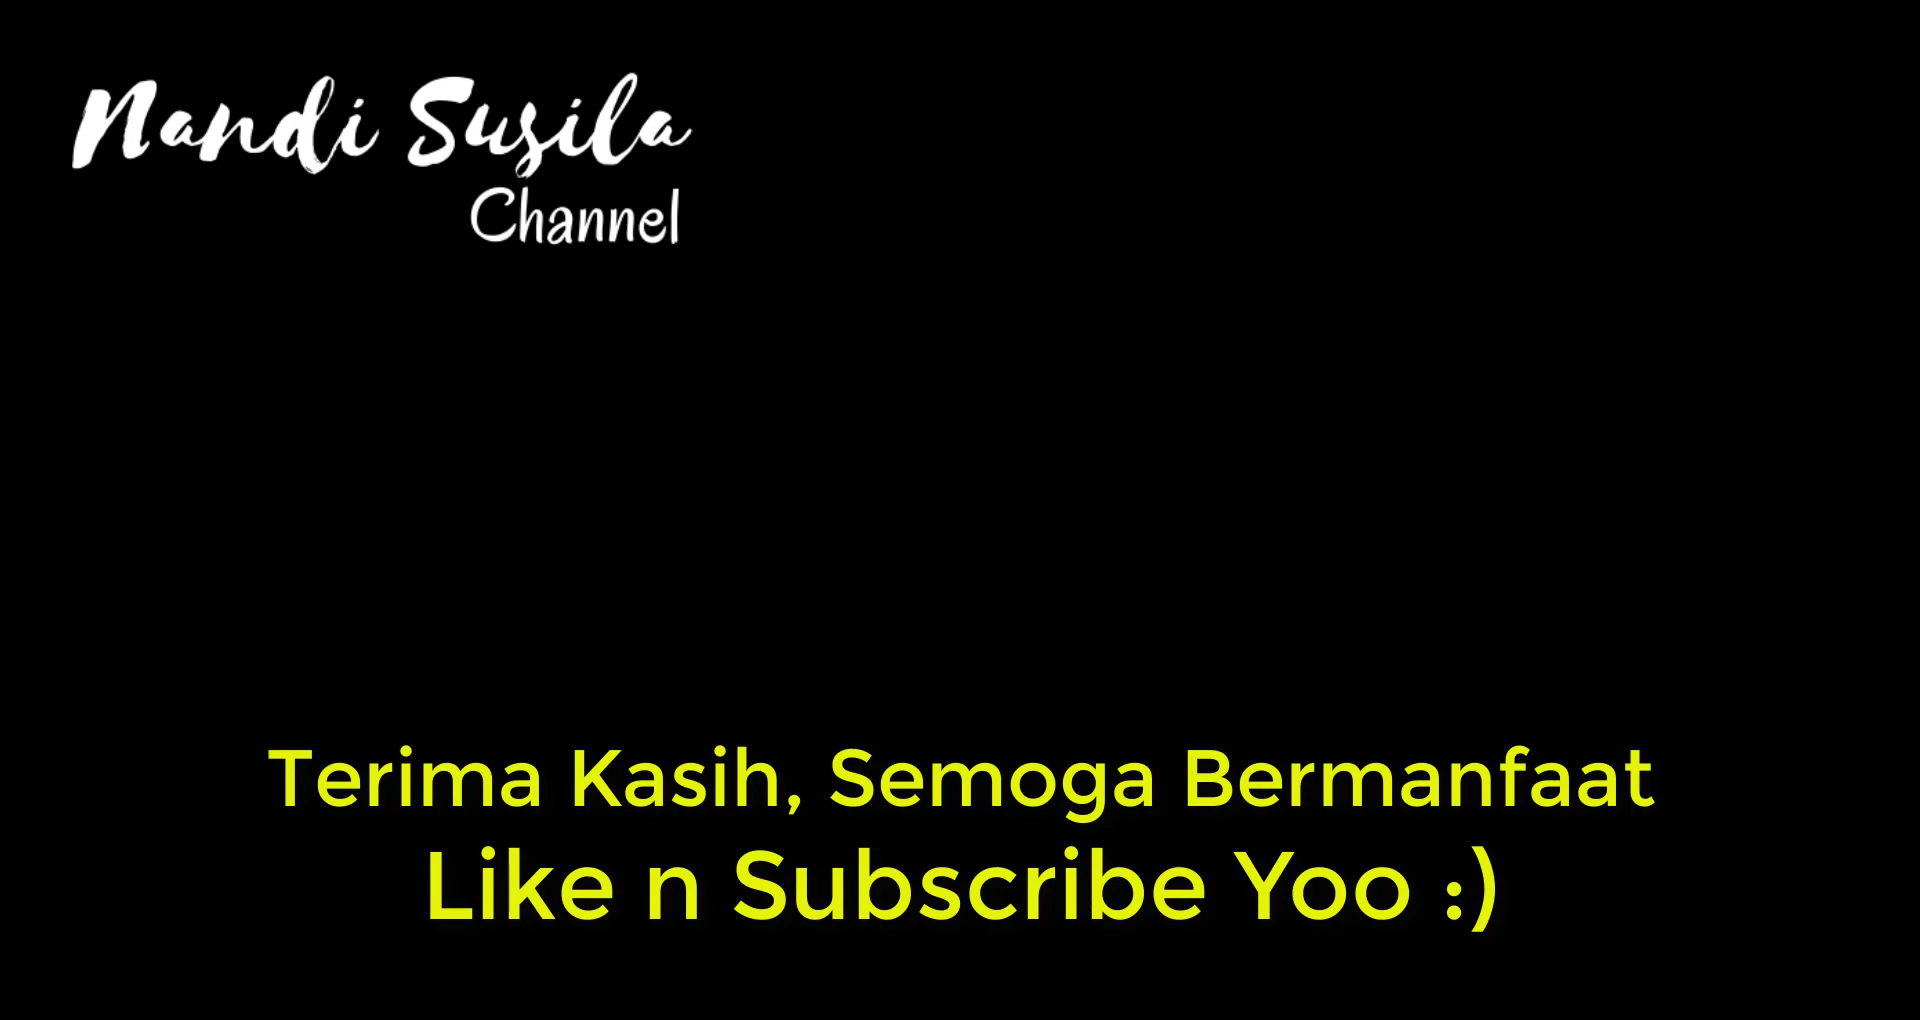 Nandi Susila
Channel
Terima Kasih, Semoga Bermanfaat
Like n Subscribe Yoo :)